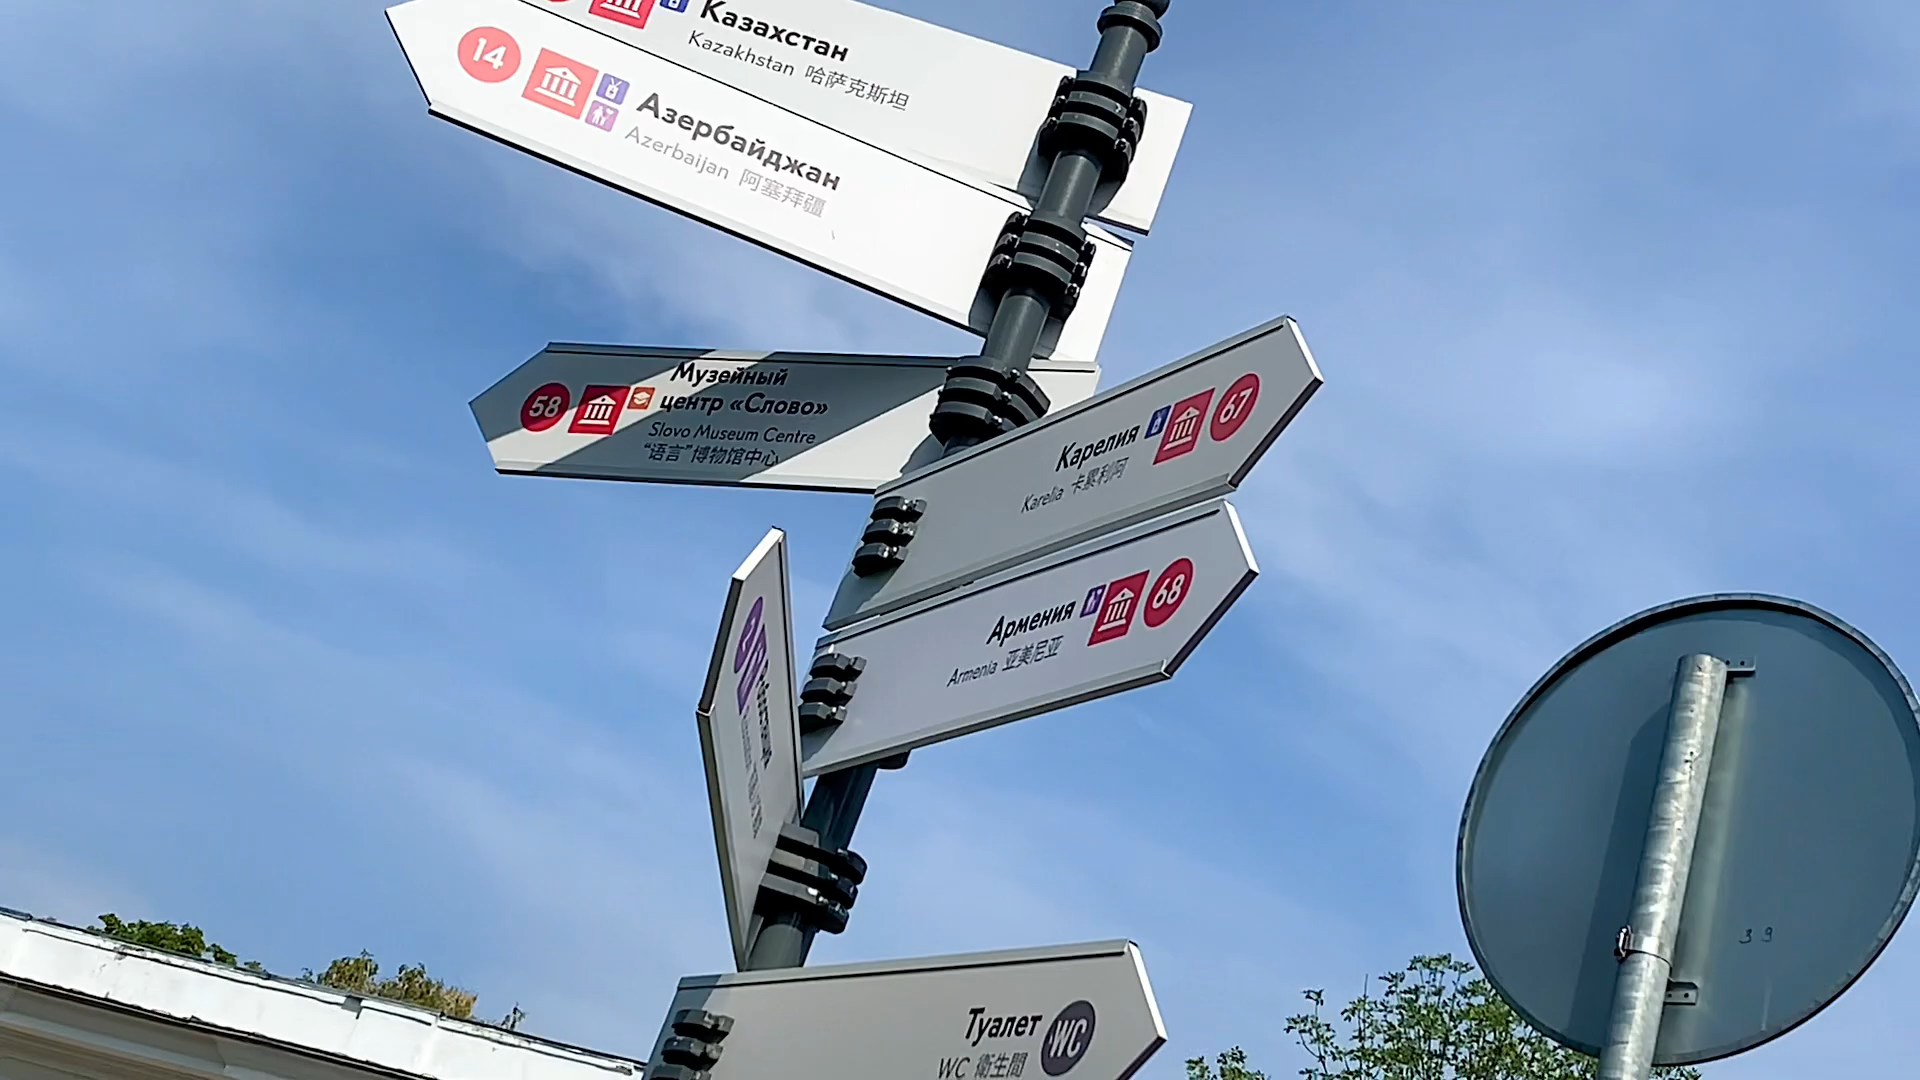 Казахстан
Kazakhstan 哈萨克斯坦
14 Азербайджан
Azerbaijan 阿塞拜疆
58 Музейный
центр «Слово»
Slovo Museum Centre
“语言”博物馆中心
Карелия 67
Karelia 卡累利阿
Армения 68
Armenia 亚美尼亚
Туалет WC
WC 衛生間
39